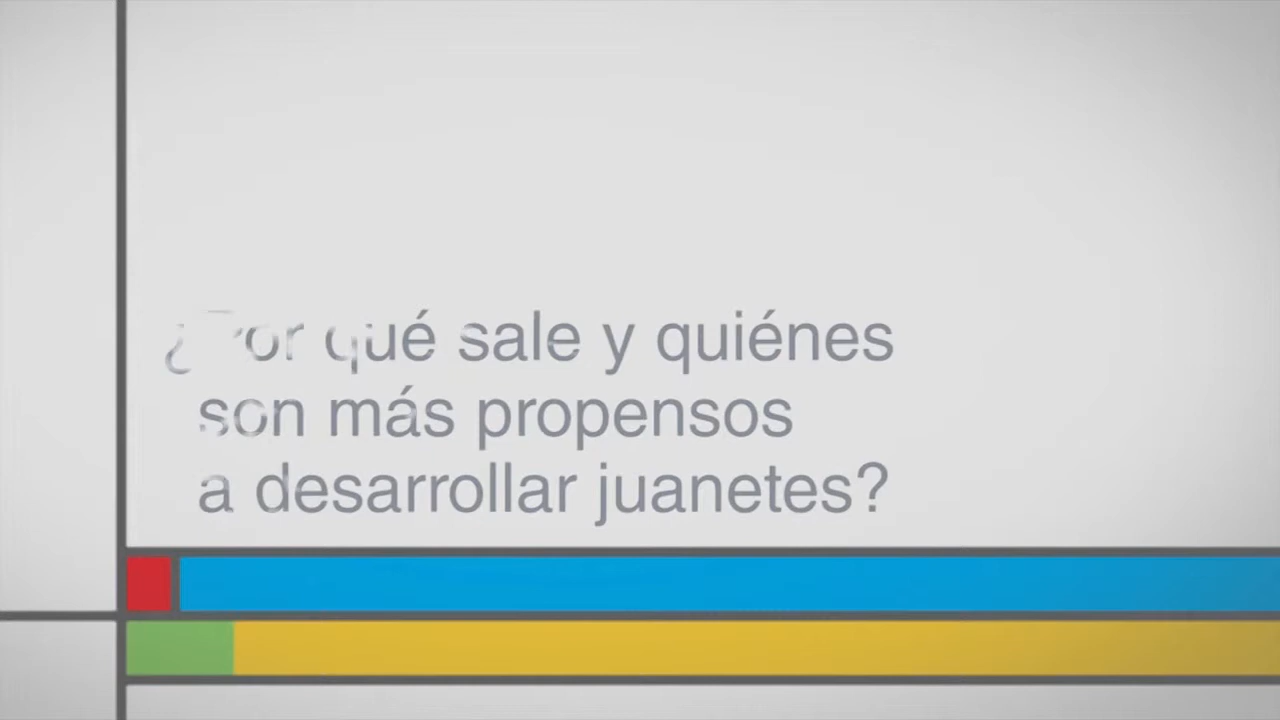 ¿Por qué sale y quiénes
son más propensos
a desarrollar juanetes?